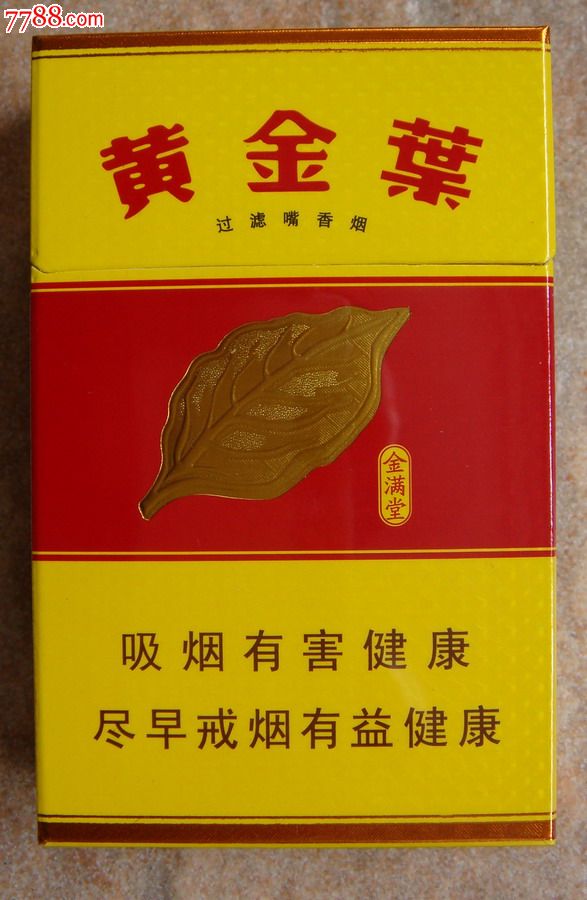 7788.com
黄金葉
过滤嘴香烟
金满堂
吸烟有害健康
尽早戒烟有益健康